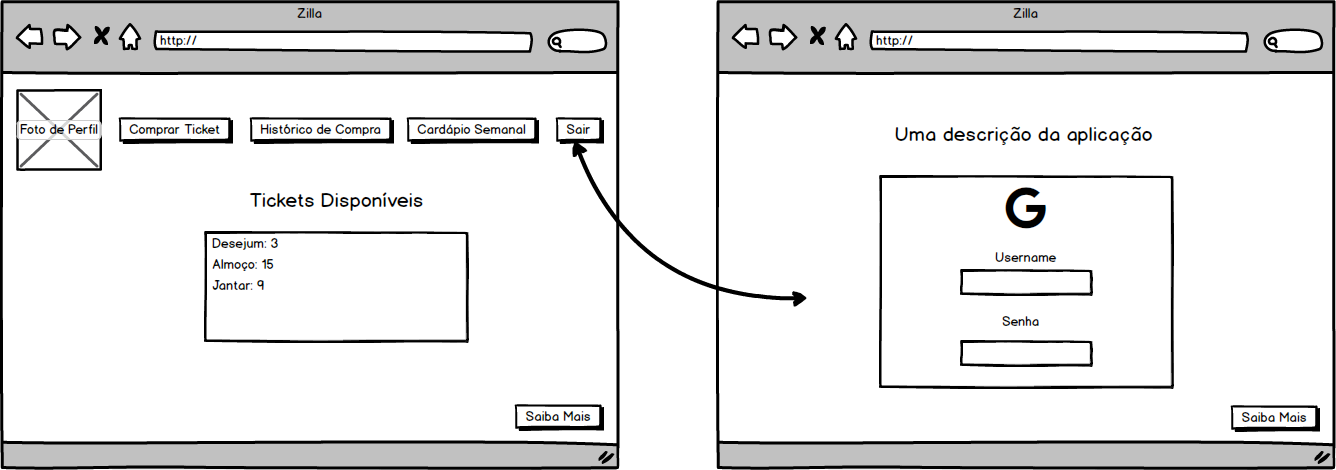 Zilla
http://
Foto de Perfil
Comprar Ticket
Histórico de Compra
Cardápio Semanal
Sair
Tickets Disponíveis
Desejum: 3
Almoço: 15
Jantar: 9
Saiba Mais
Zilla
http://
Uma descrição da aplicação
G
Username
Senha
Saiba Mais